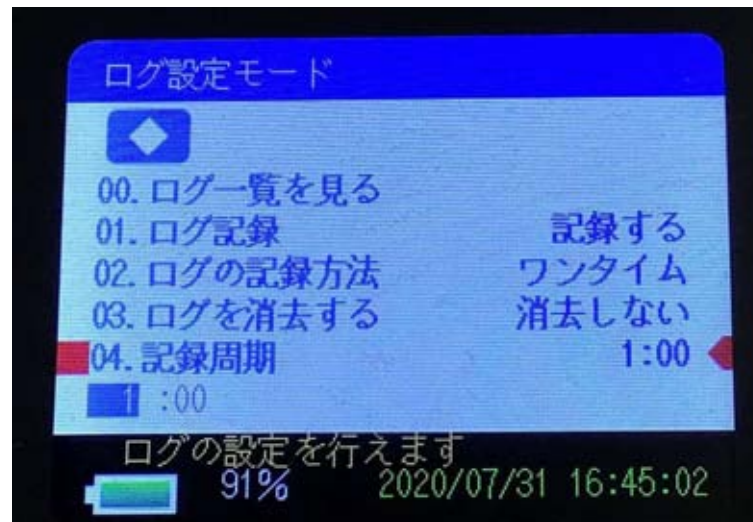 ログ設定モード
00.ログ一覧を見る
01.ログ記録 記録する
02.ログの記録方法 ワンタイム
03.ログを消去する 消去しない
04.記録周期 1:00
1 :00
ログの設定を行えます
91% 2020/07/31 16:45:02